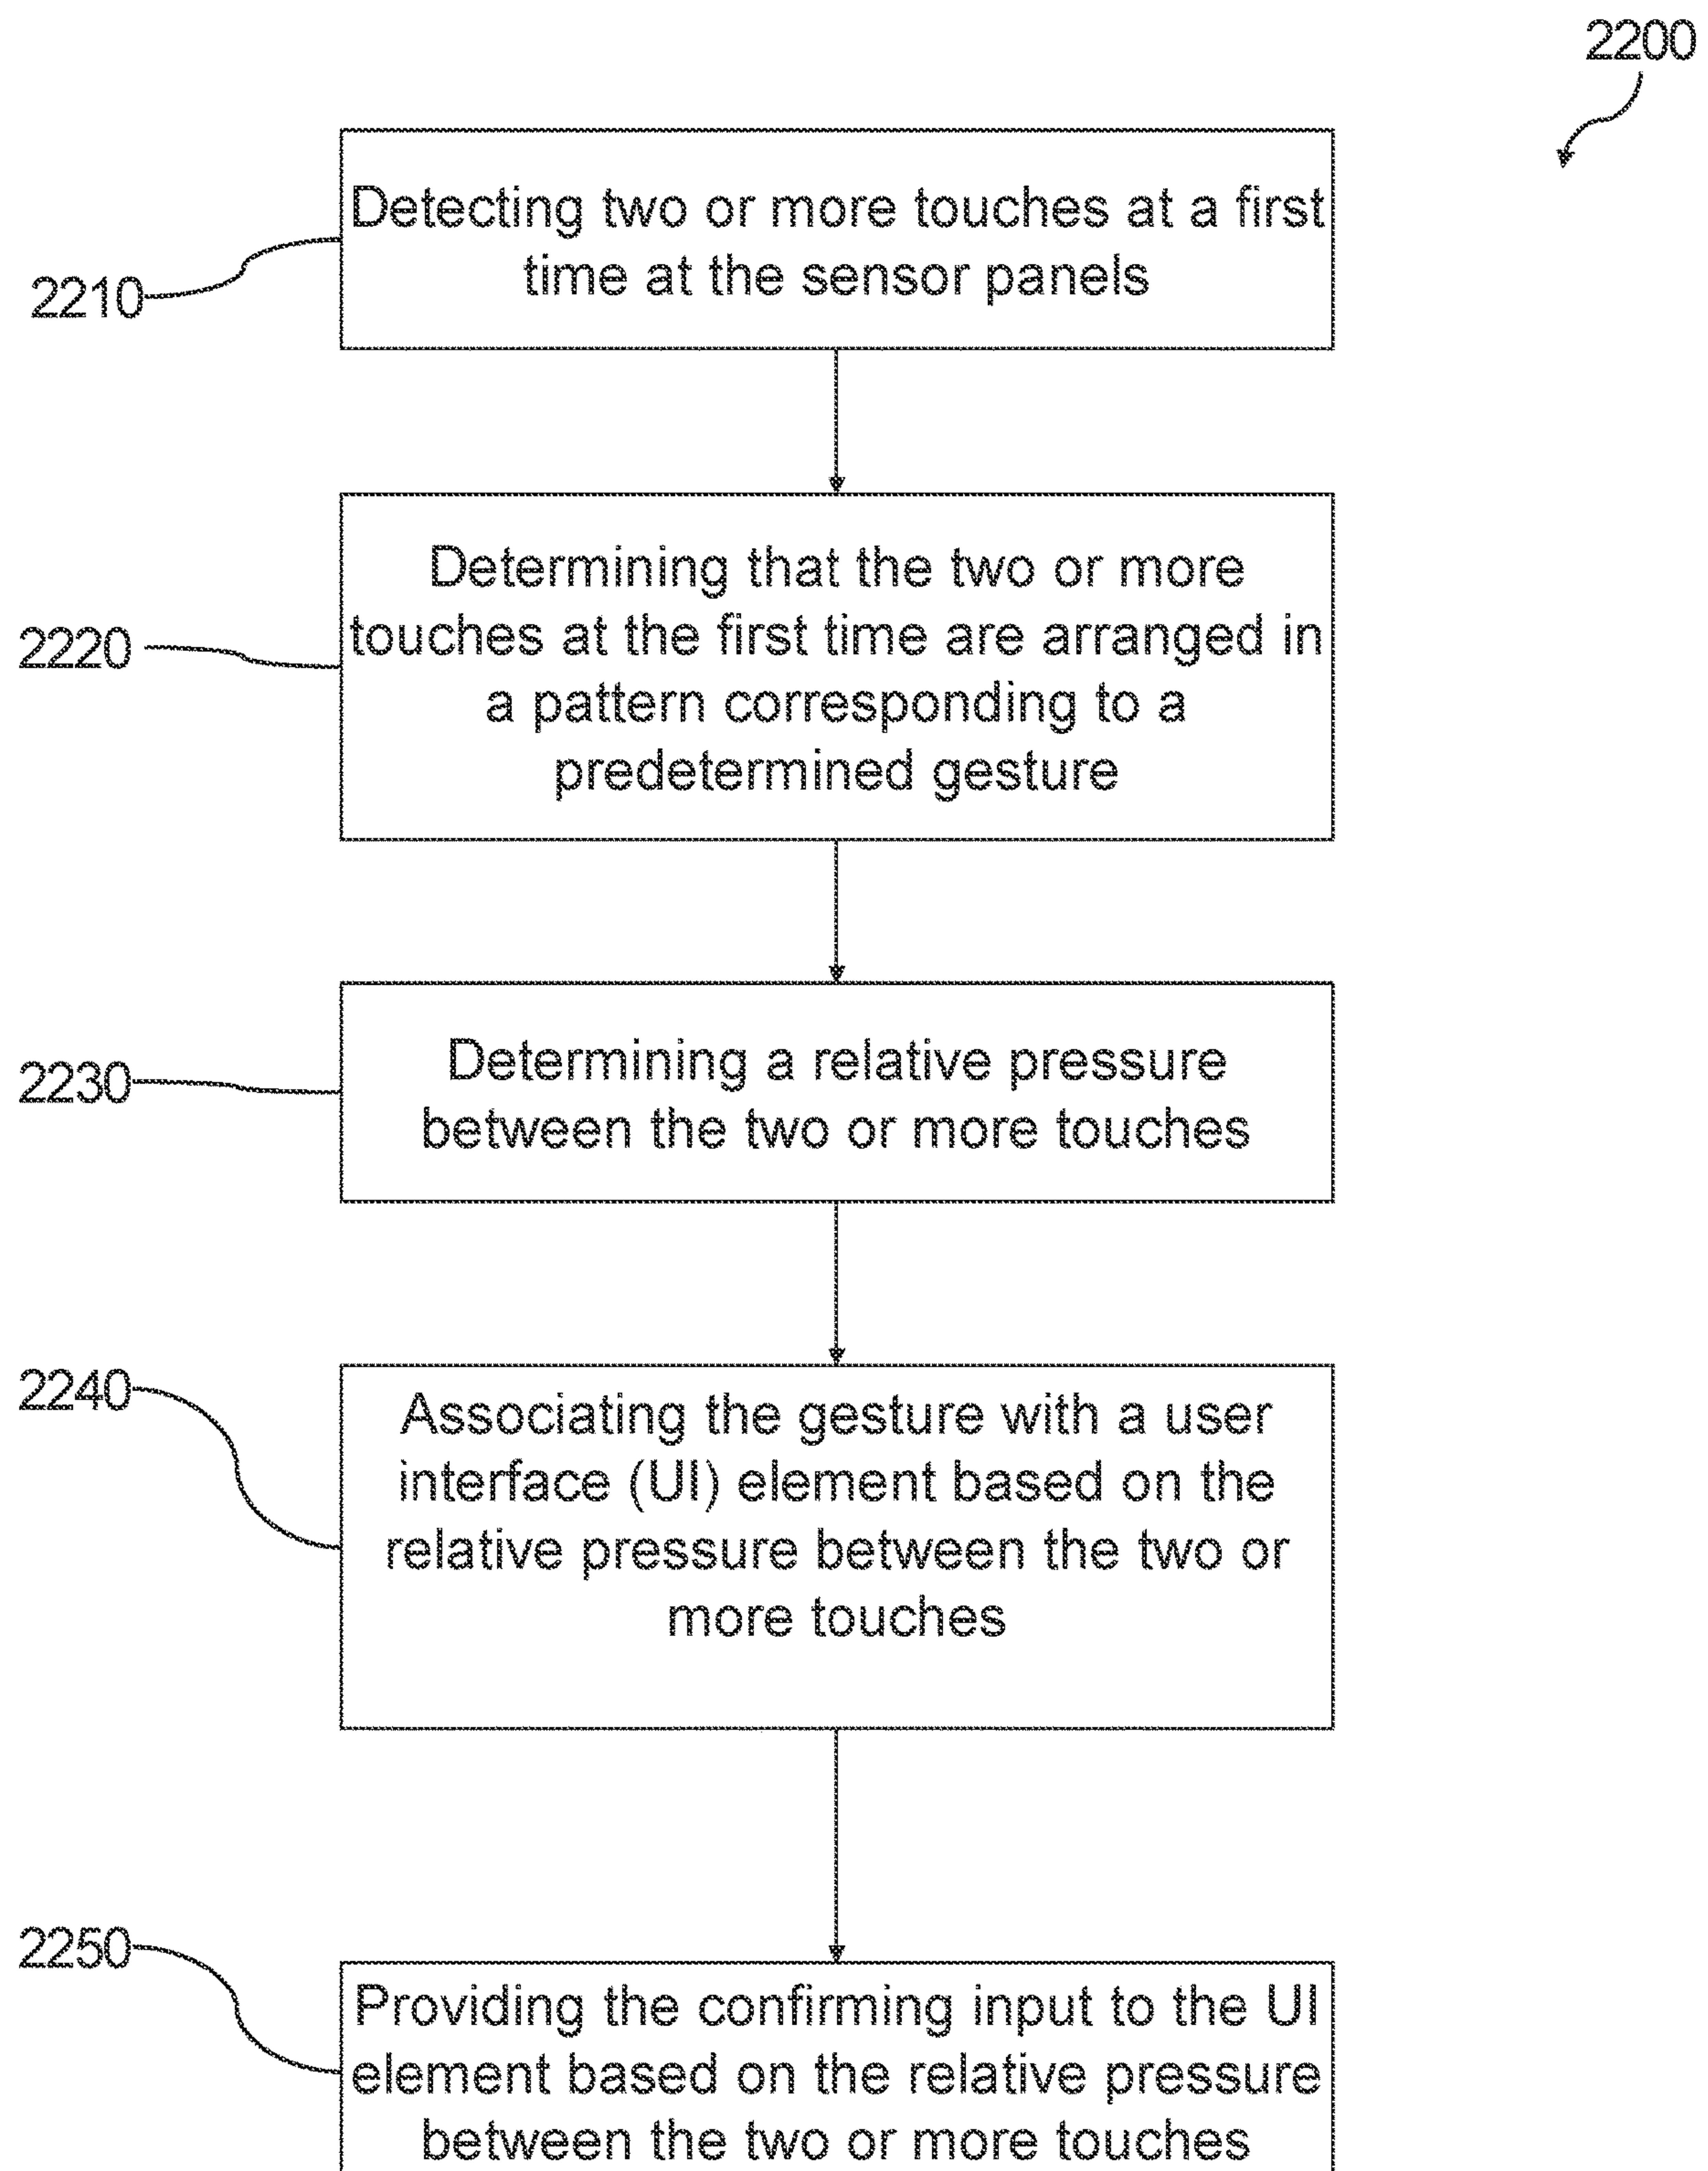 2200
Detecting two or more touches at a first
time at the sensor panels
2210
Determining that the two or more
touches at the first time are arranged in
a pattern corresponding to a
predetermined gesture
2220
Determining a relative pressure
between the two or more touches
2230
Associating the gesture with a user
interface (UI) element based on the
relative pressure between the two or
more touches
2240
Providing the confirming input to the UI
element based on the relative pressure
between the two or more touches
2250